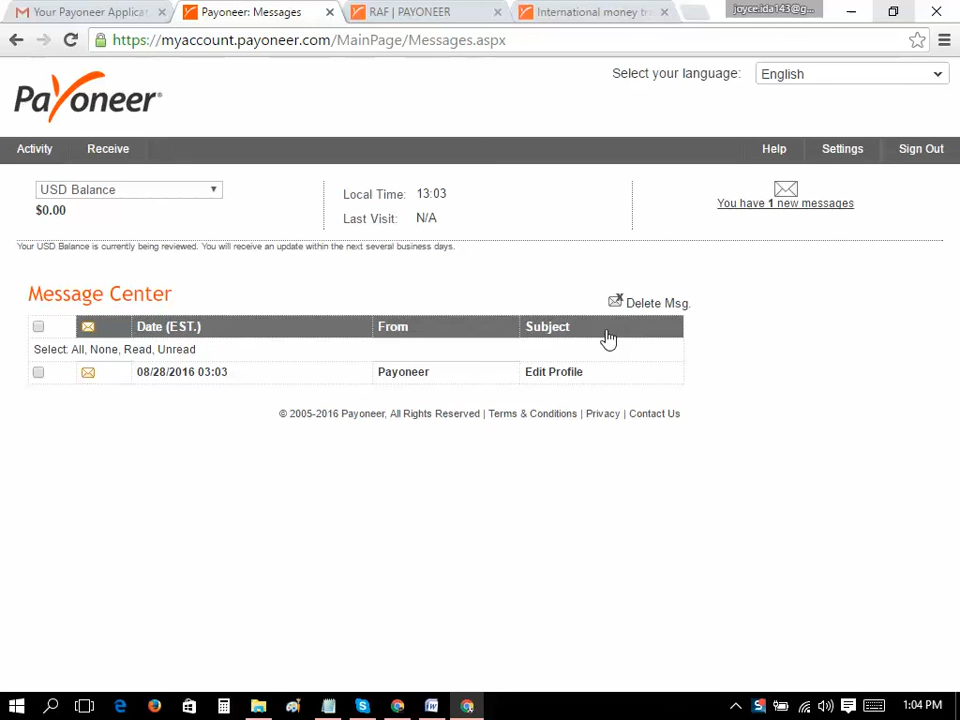 Your Payoneer Applicat
Payoneer: Messages
RAF | PAYONEER
International money tr
joyce.ida143@g...
https://myaccount.payoneer.com/MainPage/Messages.aspx
Select your language:
English
Payoneer
Activity
Receive
Help
Settings
Sign Out
USD Balance
$0.00
Local Time: 13:03
Last Visit: N/A
You have 1 new messages
Your USD Balance is currently being reviewed. You will receive an update within the next several business days.
Message Center
Delete Msg.
Date (EST.) From Subject
Select: All, None, Read, Unread
08/28/2016 03:03 Payoneer Edit Profile
© 2005-2016 Payoneer, All Rights Reserved | Terms & Conditions | Privacy | Contact Us
1:04 PM